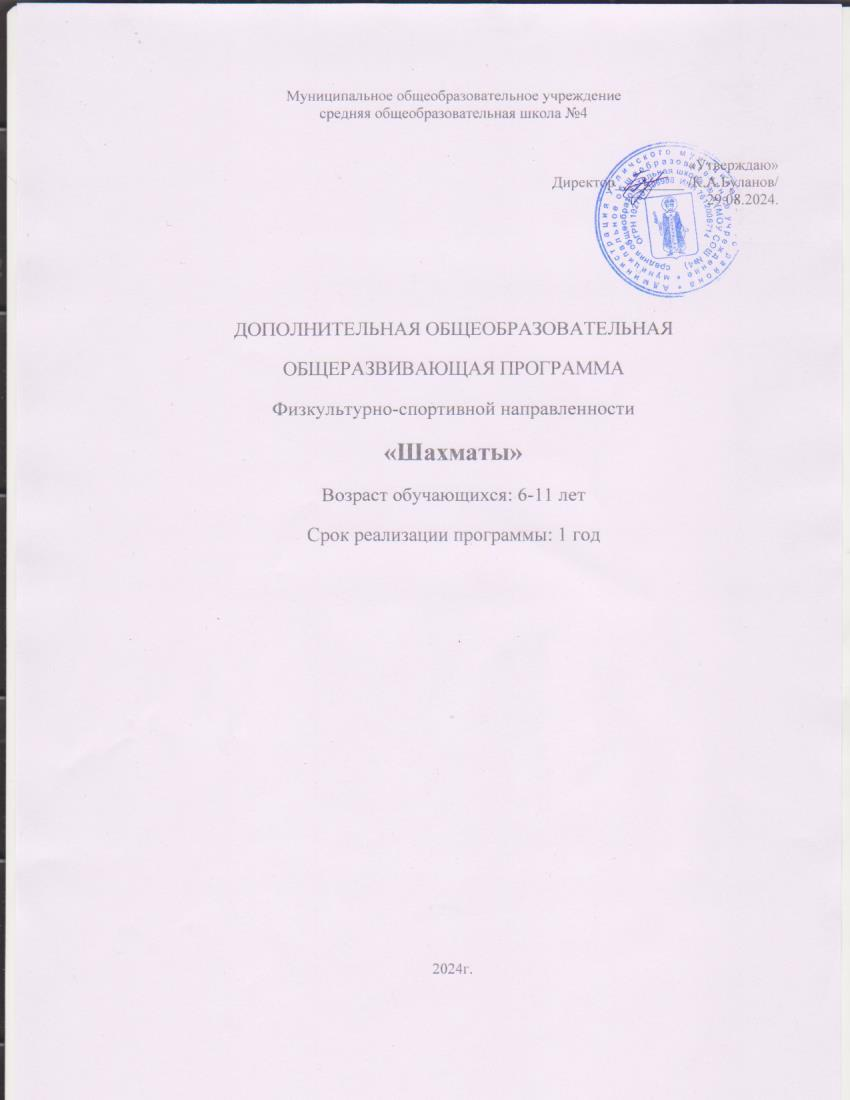 Муниципальное общеобразовательное учреждение
средняя общеобразовательная школа №4
«Утверждаю»
Директор /К.А.Буланов/
29.08.2024.
ДОПОЛНИТЕЛЬНАЯ ОБЩЕОБРАЗОВАТЕЛЬНАЯ
ОБЩЕРАЗВИВАЮЩАЯ ПРОГРАММА
Физкультурно-спортивной направленности
«Шахматы»
Возраст обучающихся: 6-11 лет
Срок реализации программы: 1 год
2024г.